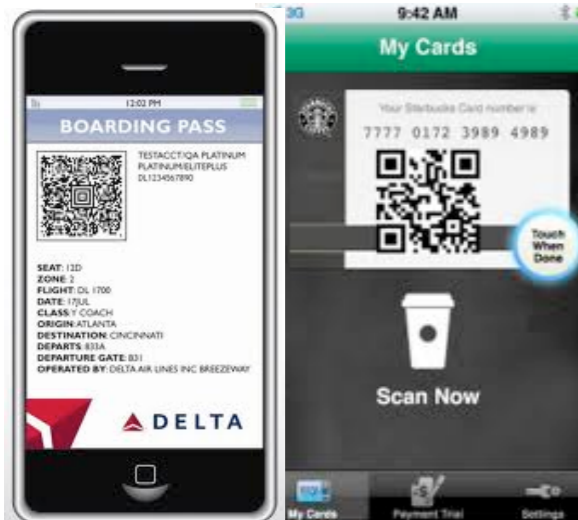 12:02 PM
BOARDING PASS
TESTACCT/QA PLATINUM
PLATINUM/ELITEPLUS
DL1234567890
SEAT: 12D
ZONE: 2
FLIGHT: DL 1700
DATE: 17JUL
CLASS: Y COACH
ORIGIN: ATLANTA
DESTINATION: CINCINNATI
DEPARTS: 833A
DEPARTURE GATE: B31
OPERATED BY: DELTA AIR LINES INC BREEZEWAY
DELTA
3G 9:42 AM
My Cards
Your Starbucks Card number is
7777 0172 3989 4989
Touch
When
Done
Scan Now
My Cards Payment Trial Settings